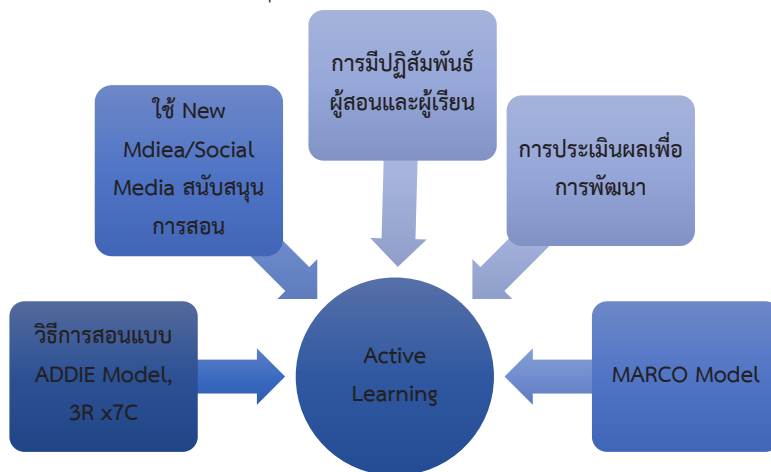 การมีปฏิสัมพันธ์
ผู้สอนและผู้เรียน
ใช้ New
Mdiea/Social
Media สนับสนุน
การสอน
การประเมินผลเพื่อ
การพัฒนา
วิธีการสอนแบบ
ADDIE Model,
3R x7C
Active
Learning
MARCO Model